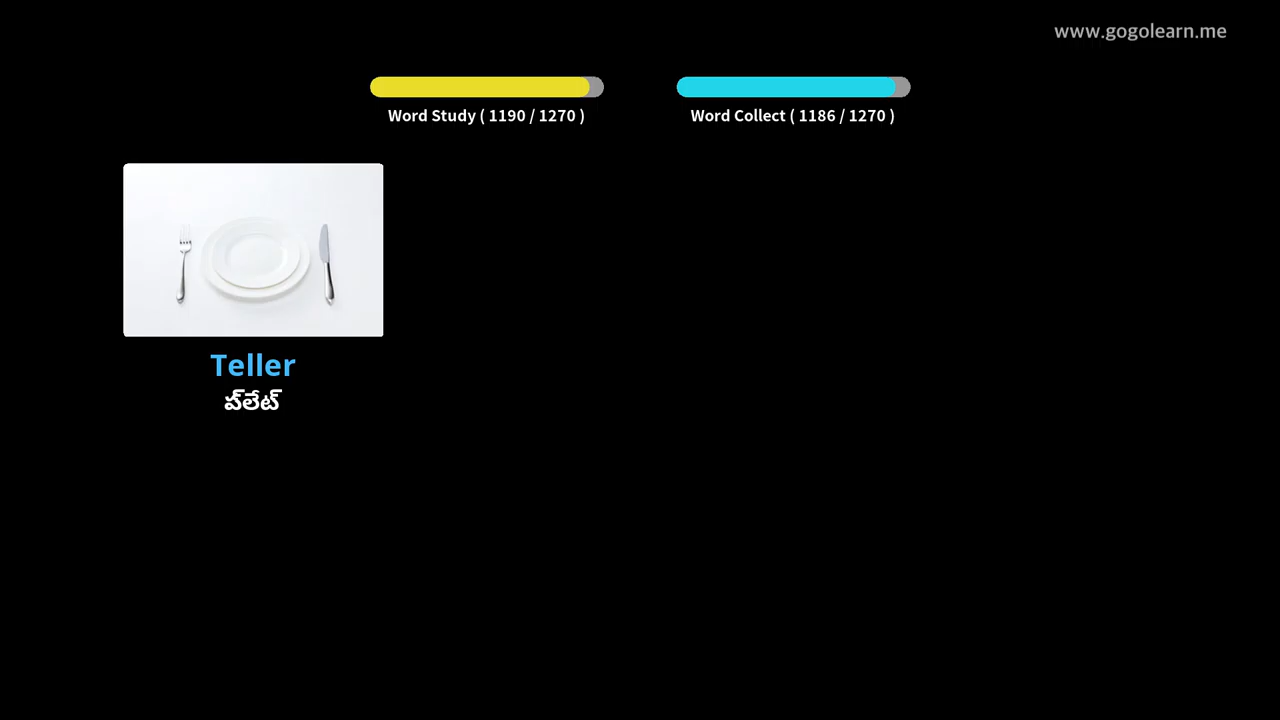 www.gogolearn.me
Word Study ( 1190 / 1270 )
Word Collect ( 1186 / 1270 )
Teller
ప్‌లేట్